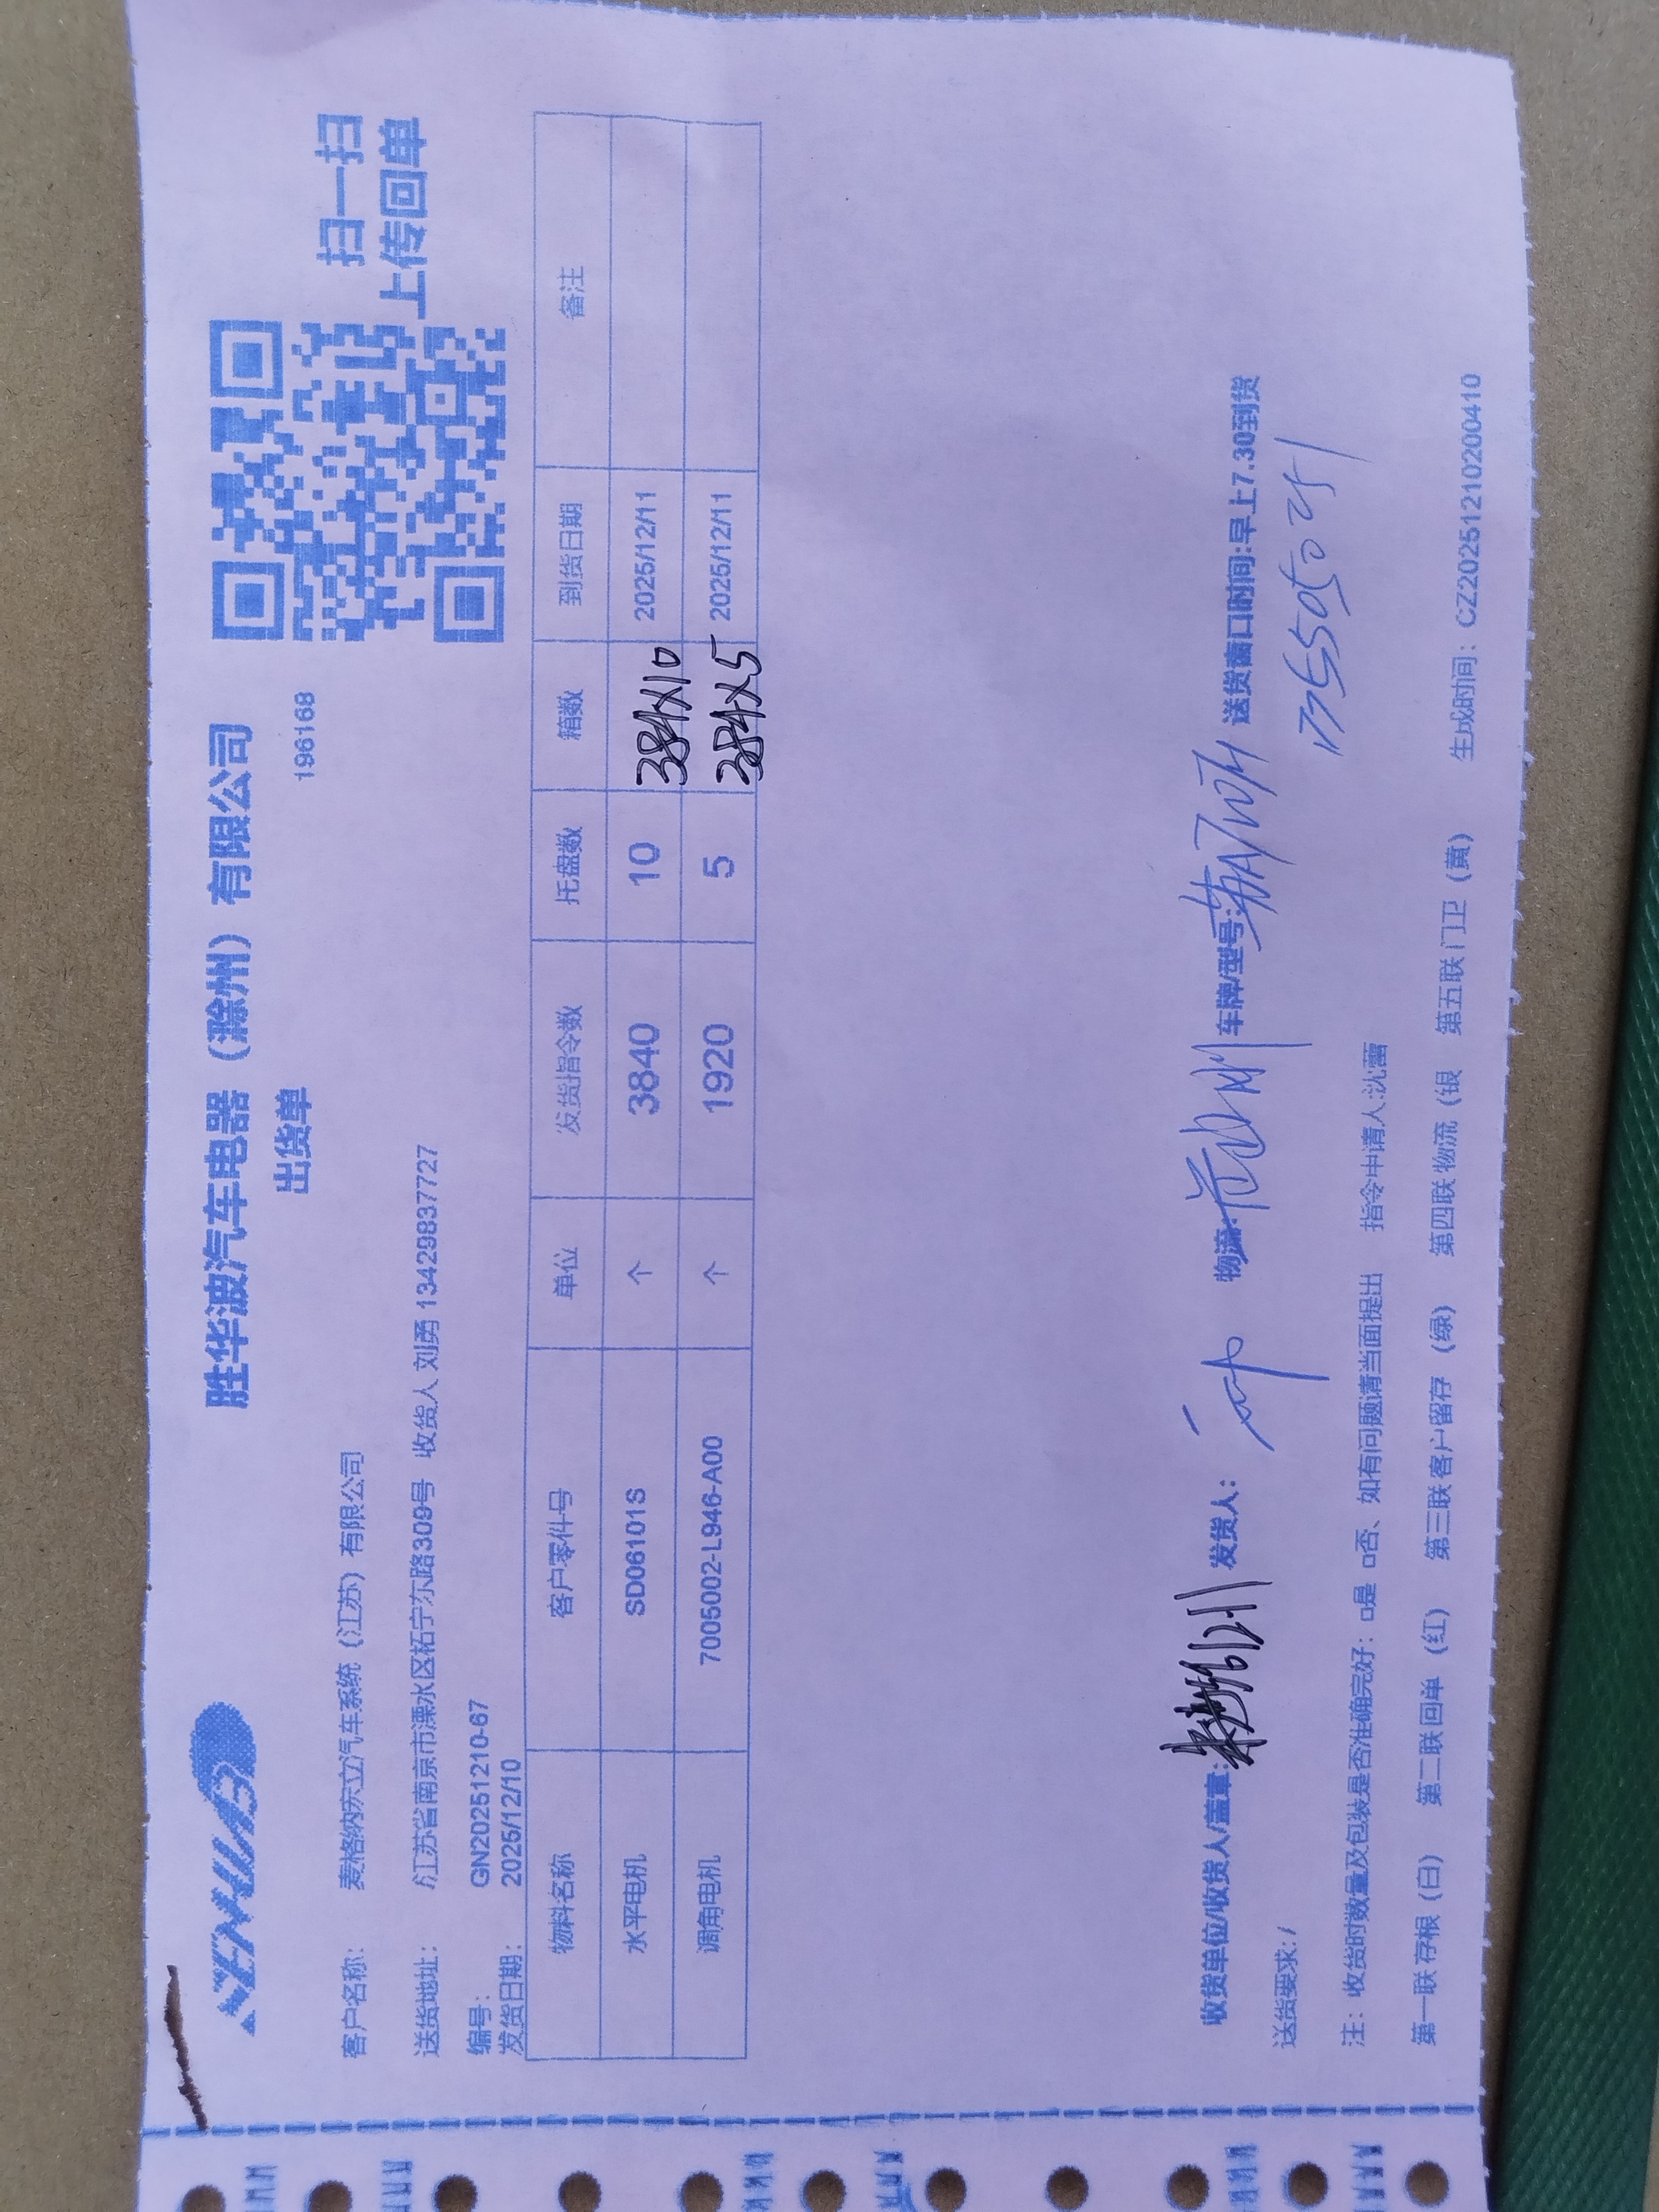 SENHUA
胜华波汽车电器（滁州）有限公司
出货单
196168
扫一扫
上传回单
客户名称： 麦格纳宏立汽车系统（江苏）有限公司
送货地址： 江苏省南京市溧水区柘宁东路309号 收货人 刘勇 13429837727
编号： GN20251210-67
发货日期： 2025/12/10
物料名称 客户零件号 单位 发货指令数 托盘数 箱数 到货日期 备注
水平电机 SD06101S 个 3840 10 384X10 2025/12/11
调角电机 7005002-L946-A00 个 1920 5 384X5 2025/12/11
收货单位/收货人/盖章: 发货人： 物流: 车牌/型号: 送货窗口时间:早上7.30到货
送货要求:/
注：收货时数量及包装是否准确完好：□是 □否、如有问题请当面提出 指令申请人:沈蕾
第一联 存根（白） 第二联 回单（红） 第三联 客户留存（绿） 第四联 物流（银 第五联 门卫（黄） 生成时间：CZ20251210200410